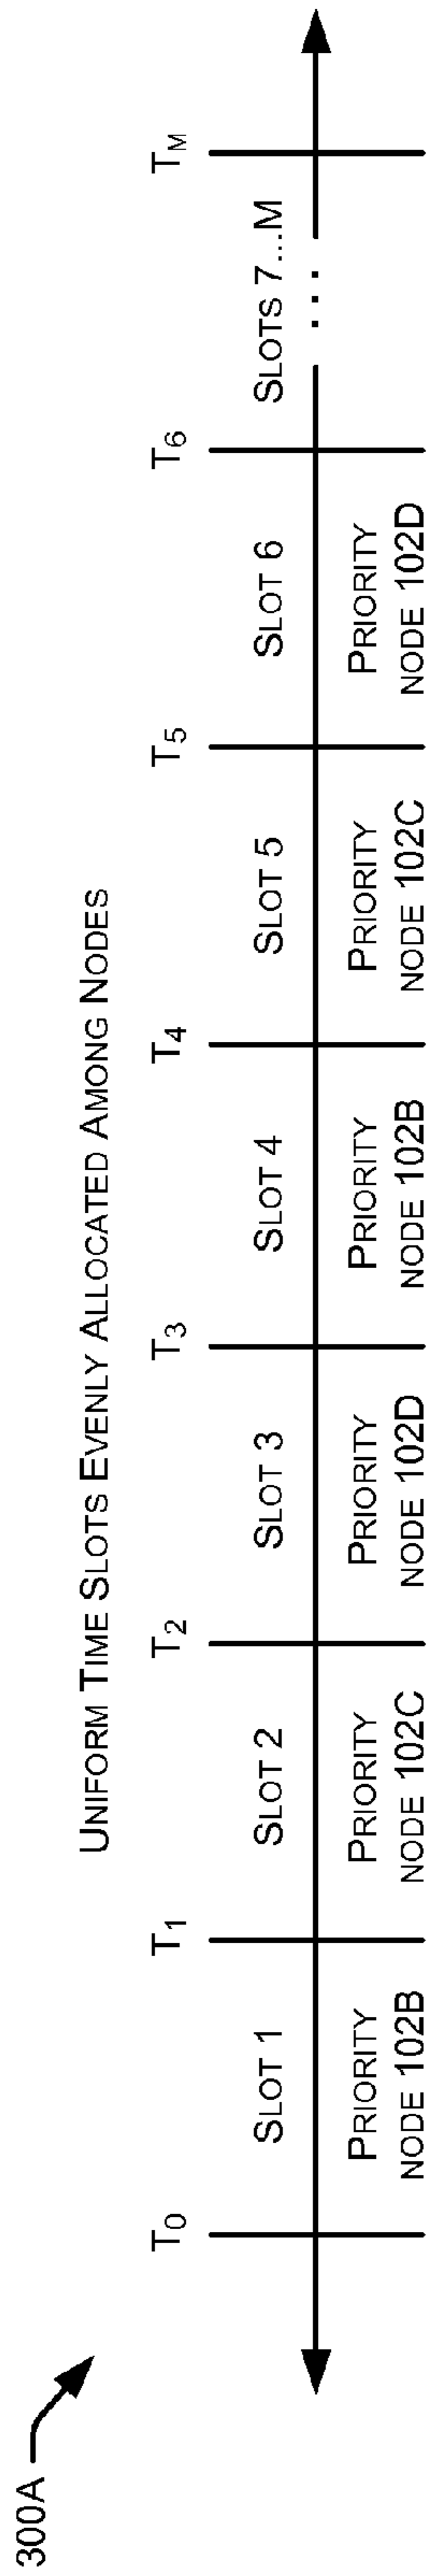 300A
UNIFORM TIME SLOTS EVENLY ALLOCATED AMONG NODES
T0 T1 T2 T3 T4 T5 T6 TM
SLOT 1 SLOT 2 SLOT 3 SLOT 4 SLOT 5 SLOT 6 SLOTS 7...M
...
PRIORITY PRIORITY PRIORITY PRIORITY PRIORITY PRIORITY
NODE 102B NODE 102C NODE 102D NODE 102B NODE 102C NODE 102D